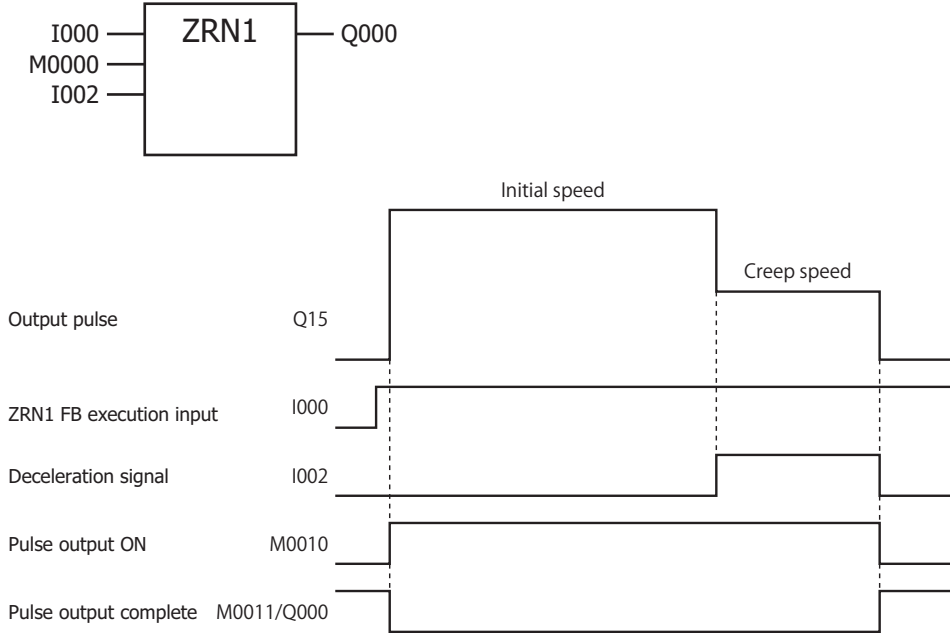 I000 ZRN1 Q000
M0000
I002
Initial speed
Creep speed
Output pulse Q15
ZRN1 FB execution input I000
Deceleration signal I002
Pulse output ON M0010
Pulse output complete M0011/Q000